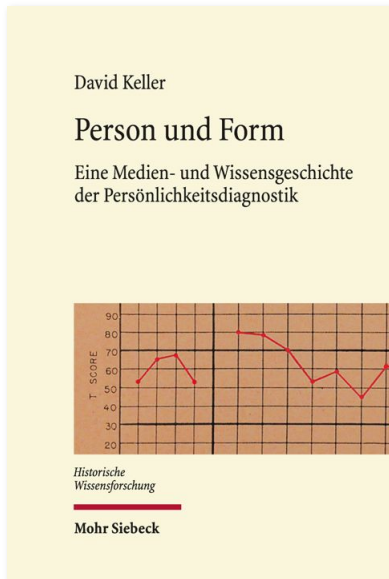 David Keller
Person und Form
Eine Medien- und Wissensgeschichte
der Persönlichkeitsdiagnostik
90
80
70
60
50
40
30
20
T SCORE
Historische
Wissensforschung
Mohr Siebeck